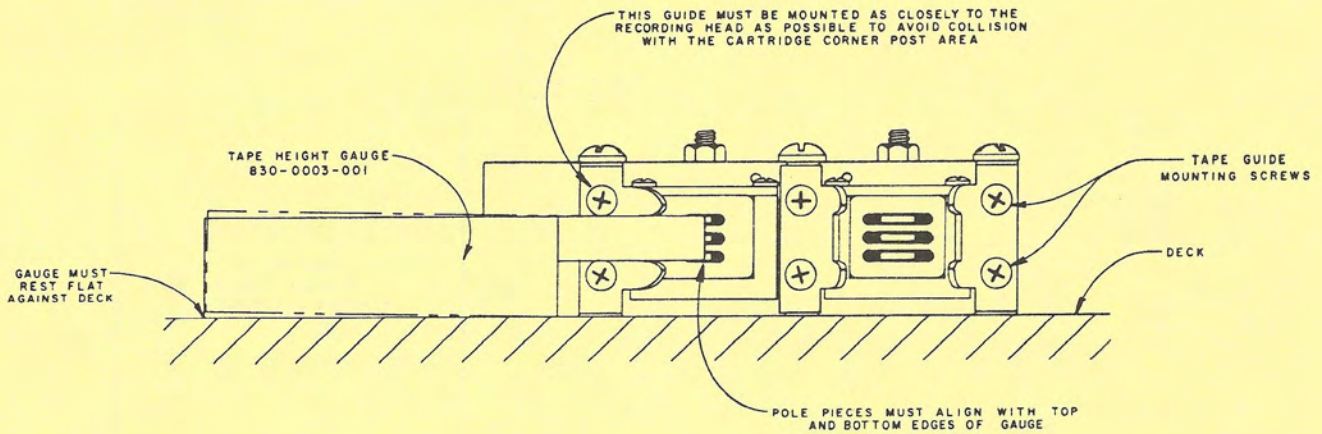 THIS GUIDE MUST BE MOUNTED AS CLOSELY TO THE
RECORDING HEAD AS POSSIBLE TO AVOID COLLISION
WITH THE CARTRIDGE CORNER POST AREA
TAPE HEIGHT GAUGE
830-0003-001
TAPE GUIDE
MOUNTING SCREWS
GAUGE MUST
REST FLAT
AGAINST DECK
DECK
POLE PIECES MUST ALIGN WITH TOP
AND BOTTOM EDGES OF GAUGE